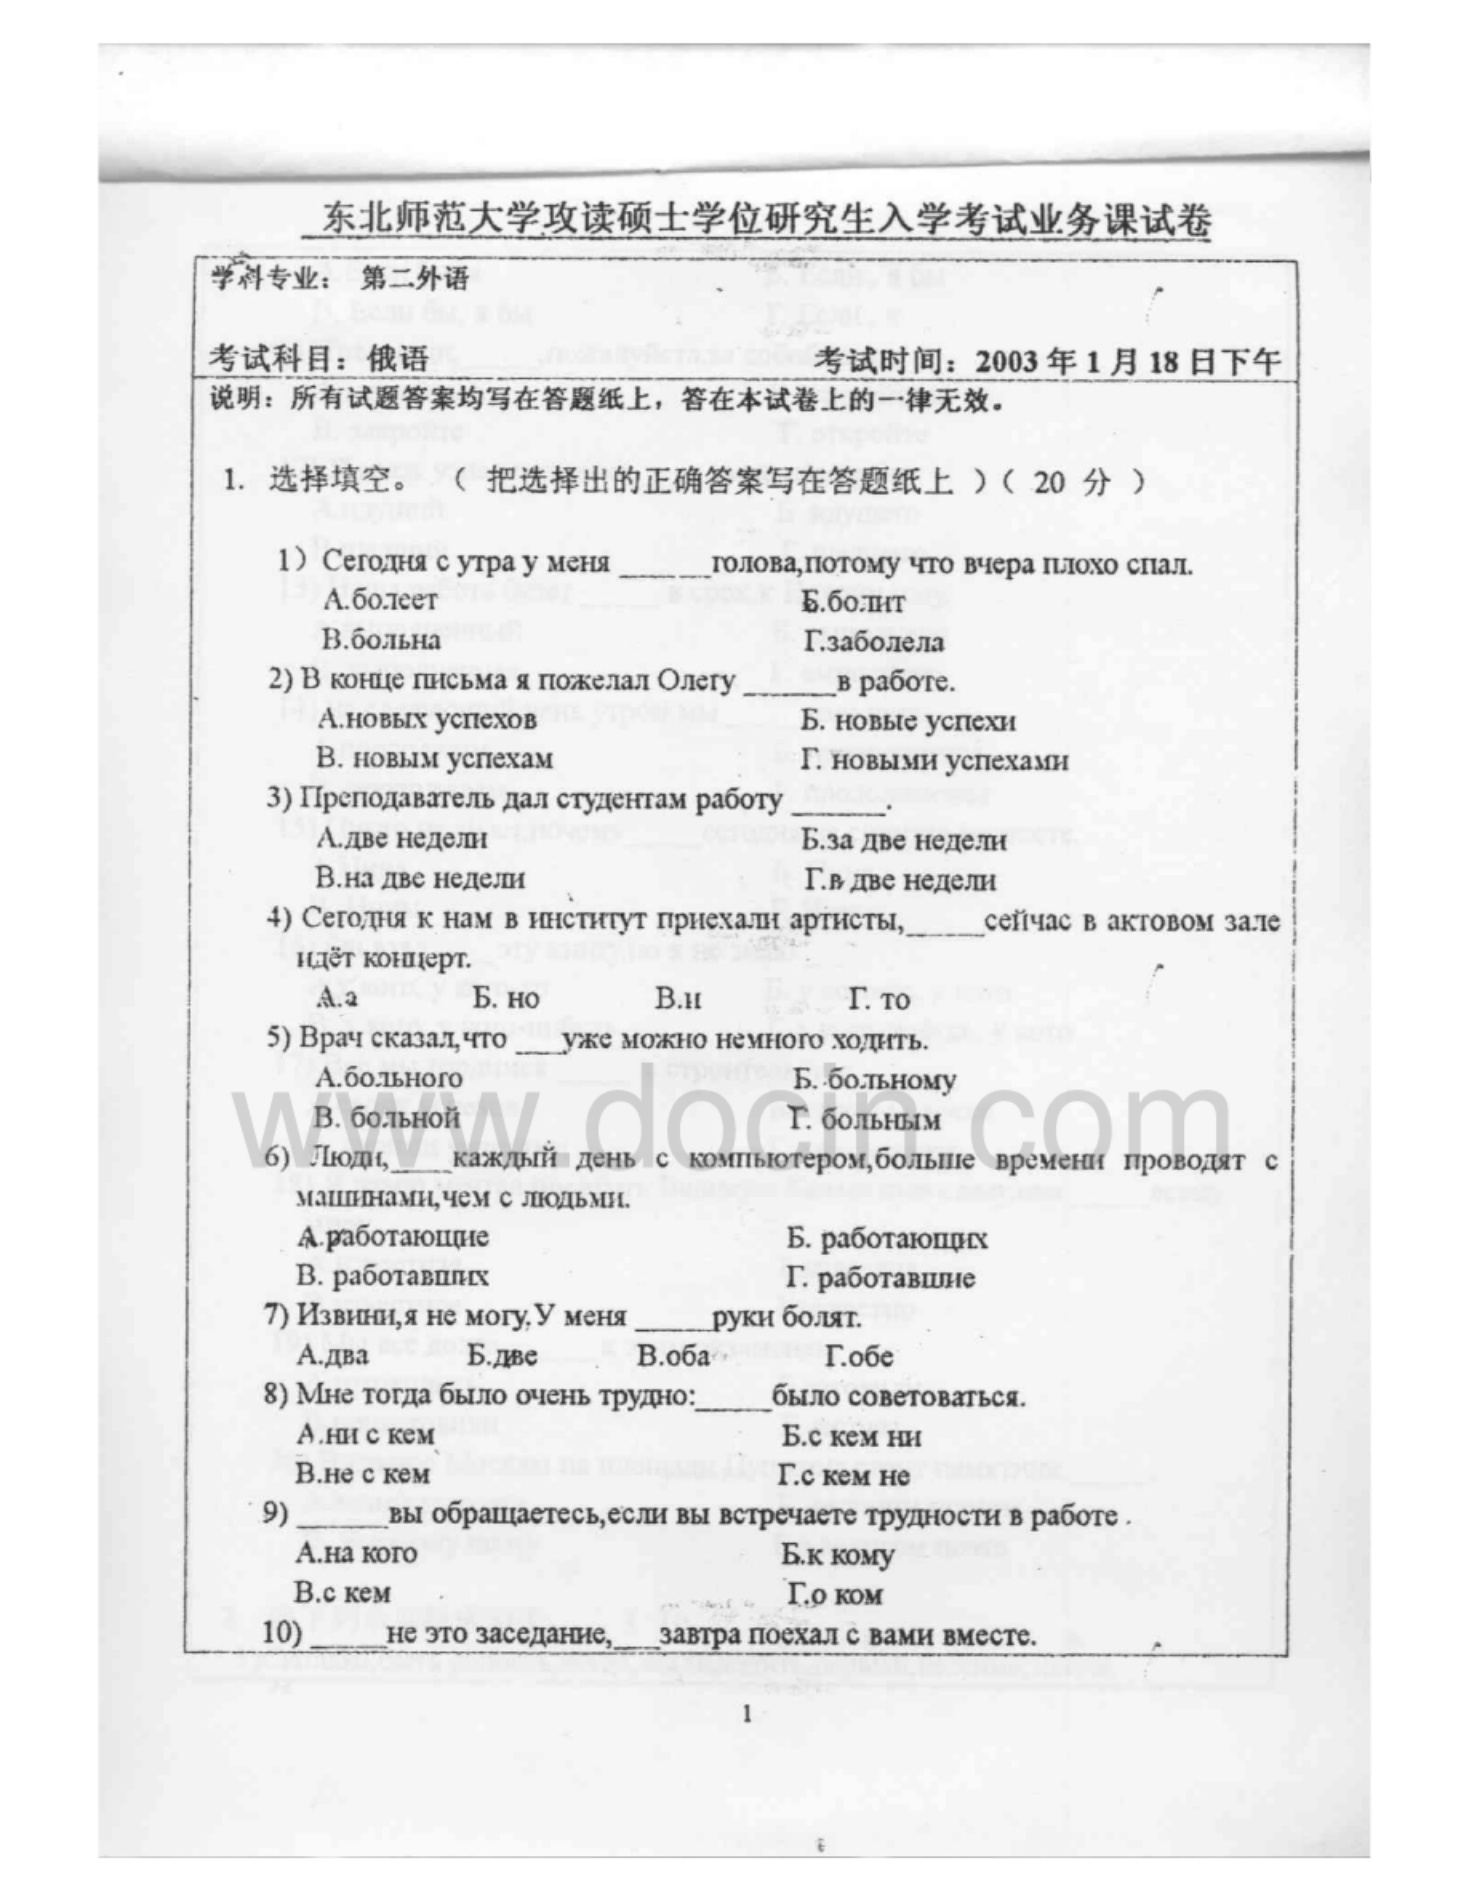 东北师范大学攻读硕士学位研究生入学考试业务课试卷
学科专业： 第二外语
考试科目：俄语 考试时间：2003年1月18日下午
说明：所有试题答案均写在答题纸上，答在本试卷上的一律无效。
1. 选择填空。 （ 把选择出的正确答案写在答题纸上 ）（ 20 分 ）
1）Сегодня с утра у меня ______голова,потому что вчера плохо спал.
А.болеет Б.болит
В.больна Г.заболела
2) В конце письма я пожелал Олегу ______в работе.
А.новых успехов Б. новые успехи
В. новым успехам Г. новыми успехами
3) Преподаватель дал студентам работу ______.
А.две недели Б.за две недели
В.на две недели Г.в две недели
4) Сегодня к нам в институт приехали артисты,_____сейчас в актовом зале
идёт концерт.
А.а Б. но В.и Г. то
5) Врач сказал,что ___уже можно немного ходить.
А.больного Б. больному
В. больной Г. больным
6) Люди,____каждый день с компьютером,больше времени проводят с
машинами,чем с людьми.
А.работающие Б. работающих
В. работавших Г. работавшие
7) Извини,я не могу.У меня _____руки болят.
А.два Б.две В.оба Г.обе
8) Мне тогда было очень трудно:_____было советоваться.
А.ни с кем Б.с кем ни
В.не с кем Г.с кем не
9) ______вы обращаетесь,если вы встречаете трудности в работе .
А.на кого Б.к кому
В.с кем Г.о ком
10) _____не это заседание,___завтра поехал с вами вместе.
1
www.docin.com